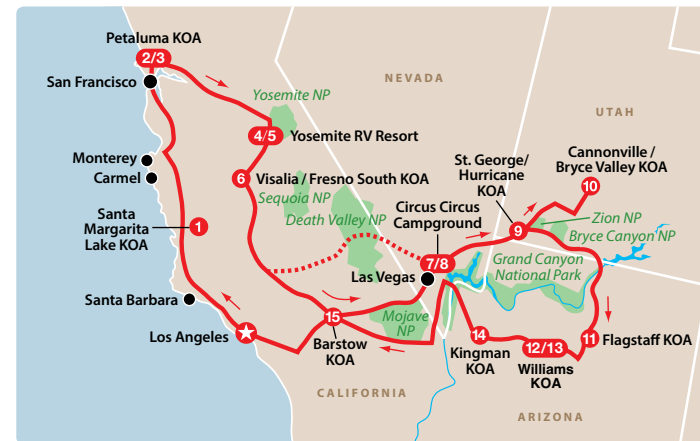 Petaluma KOA
2/3
San Francisco
NEVADA
Yosemite NP
UTAH
4/5
Yosemite RV Resort
Monterey
Carmel
6
Visalia / Fresno South KOA
Sequoia NP
Death Valley NP
St. George/
Hurricane
KOA
Cannonville /
Bryce Valley KOA
10
Santa
Margarita
Lake KOA
1
Circus Circus
Campground
7/8
9
Zion NP
Bryce Canyon NP
Las Vegas
Grand Canyon
National Park
Santa Barbara
Los Angeles
15
Barstow
KOA
Mojave
NP
14
Kingman
KOA
12/13
Williams
KOA
11
Flagstaff KOA
CALIFORNIA
ARIZONA